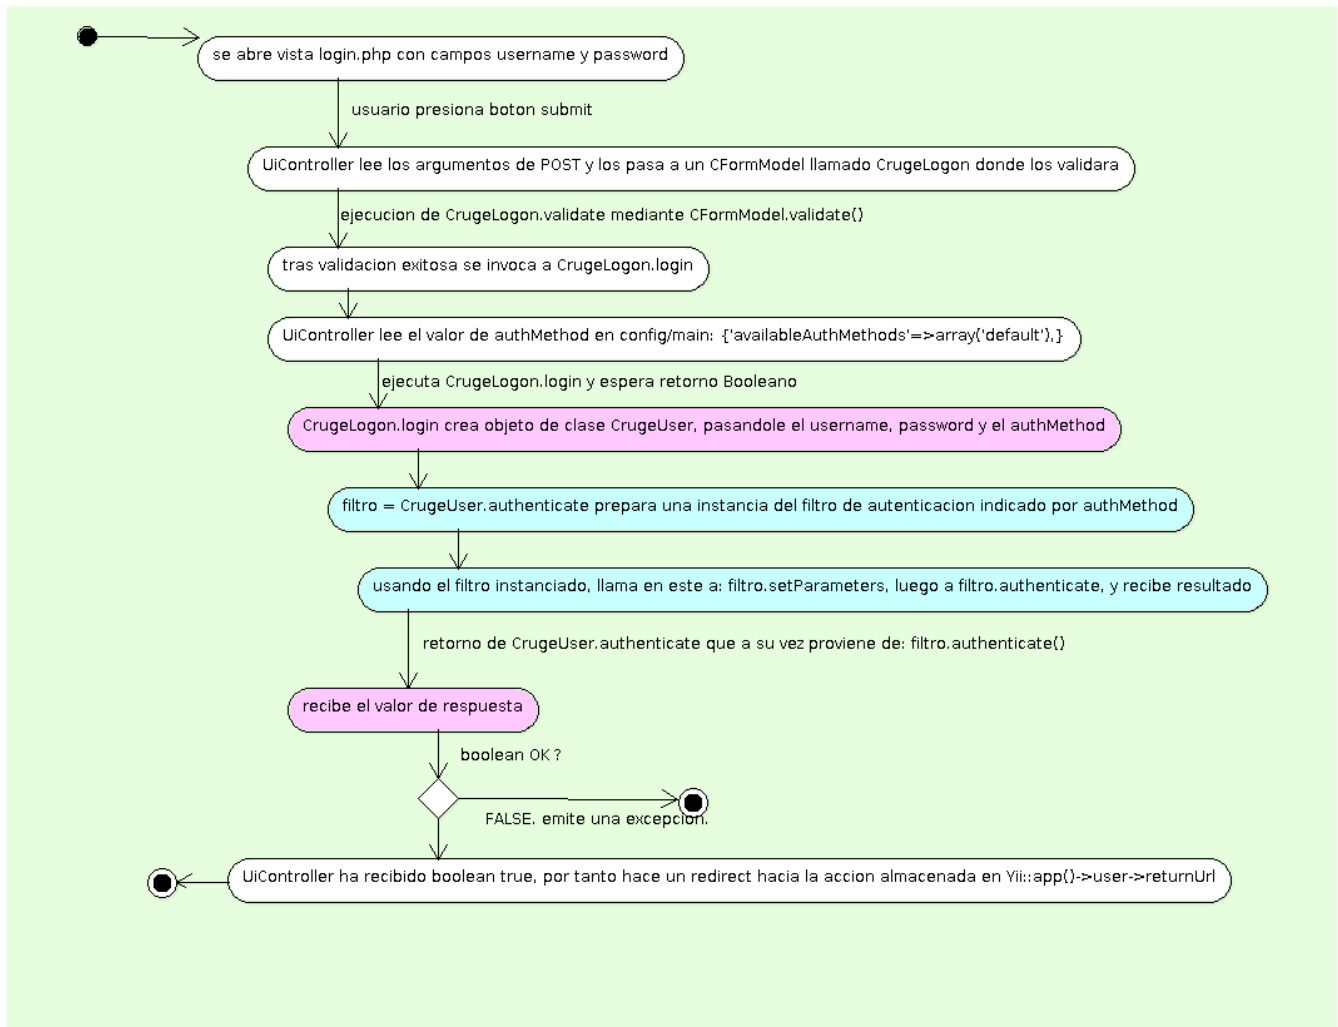 se abre vista login.php con campos username y password
usuario presiona boton submit
UiController lee los argumentos de POST y los pasa a un CFormModel llamado CrugeLogon donde los validara
ejecucion de CrugeLogon.validate mediante CFormModel.validate()
tras validacion exitosa se invoca a CrugeLogon.login
UiController lee el valor de authMethod en config/main: {'availableAuthMethods'=>array('default'),}
ejecuta CrugeLogon.login y espera retorno Booleano
CrugeLogon.login crea objeto de clase CrugeUser, pasandole el username, password y el authMethod
filtro = CrugeUser.authenticate prepara una instancia del filtro de autenticacion indicado por authMethod
usando el filtro instanciado, llama en este a: filtro.setParameters, luego a filtro.authenticate, y recibe resultado
retorno de CrugeUser.authenticate que a su vez proviene de: filtro.authenticate()
recibe el valor de respuesta
boolean OK ?
FALSE. emite una excepcion.
UiController ha recibido boolean true, por tanto hace un redirect hacia la accion almacenada en Yii::app()->user->returnUrl